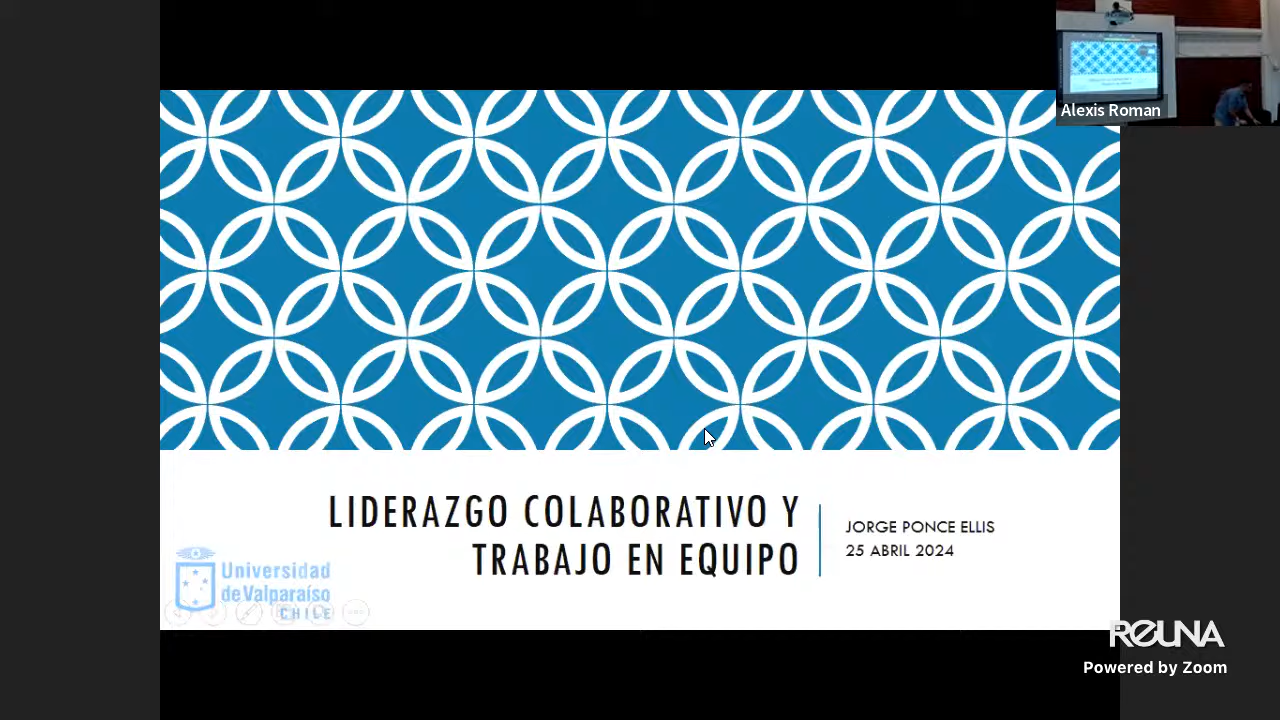 Alexis Roman
LIDERAZGO COLABORATIVO Y
TRABAJO EN EQUIPO
JORGE PONCE ELLIS
25 ABRIL 2024
Universidad
de Valparaíso
CHILE
REUNA
Powered by Zoom